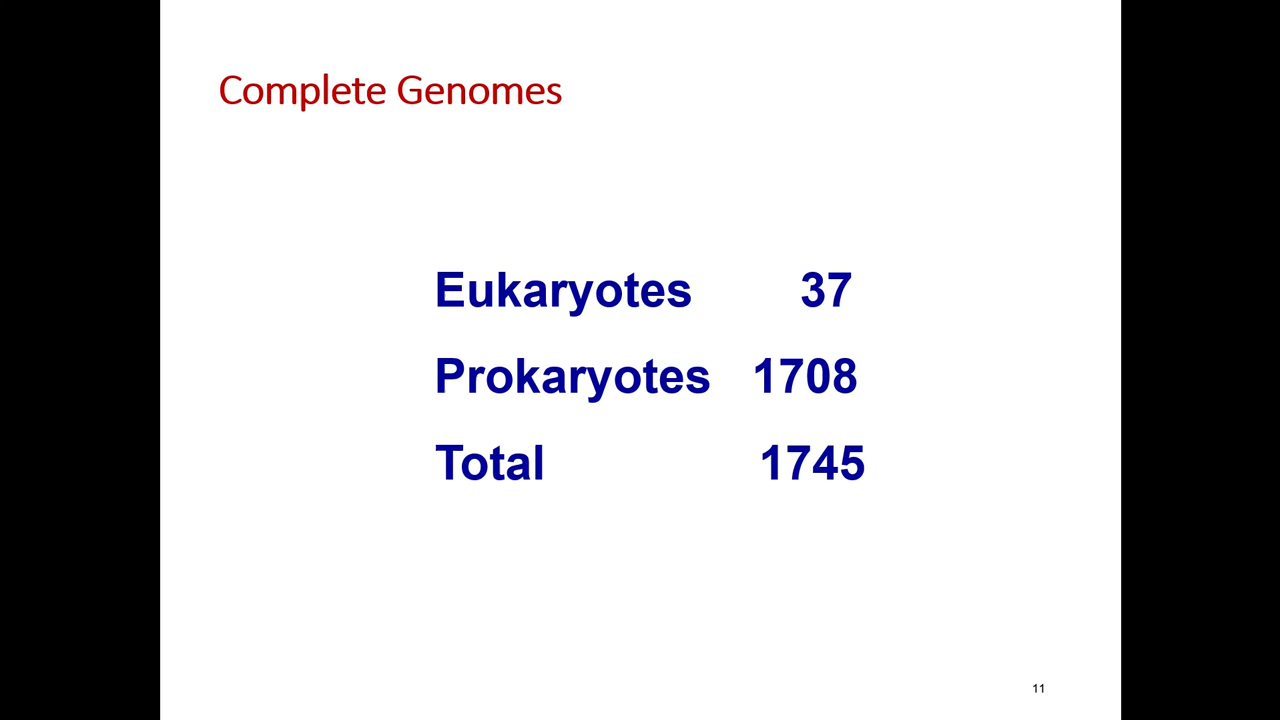 Complete Genomes
Eukaryotes 37
Prokaryotes 1708
Total 1745
11